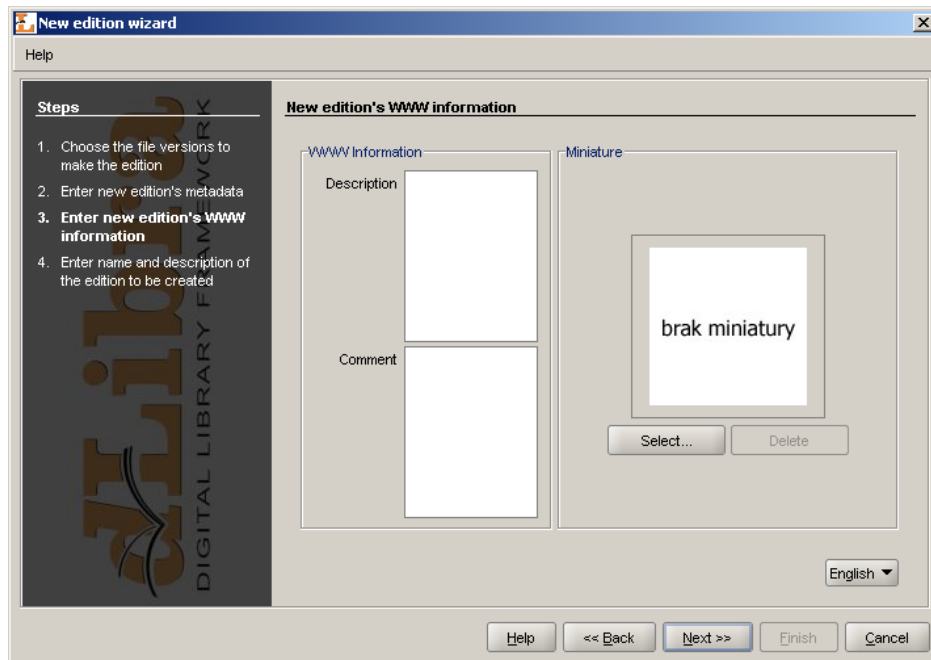 New edition wizard
Help
Steps
1. Choose the file versions to
make the edition
2. Enter new edition's metadata
3. Enter new edition's WWW
information
4. Enter name and description of
the edition to be created
dLibra
DIGITAL LIBRARY FRAMEWORK
New edition's WWW information
WWW Information
Description
Comment
Miniature
brak miniatury
Select...
Delete
English
Help
<< Back
Next >>
Finish
Cancel